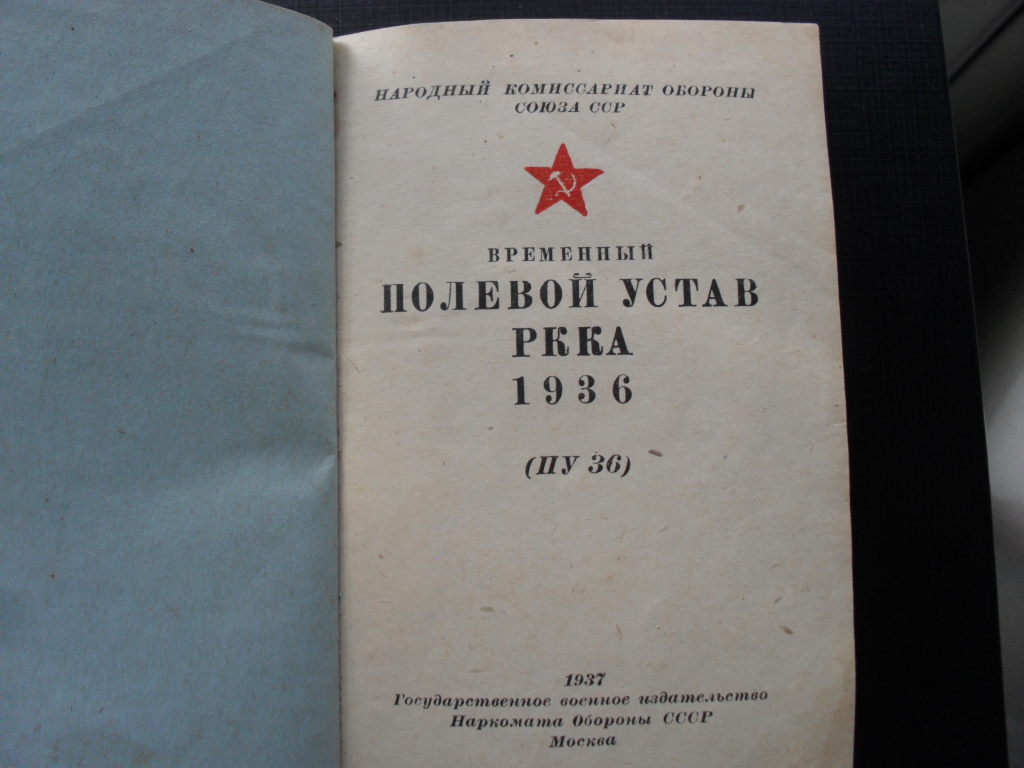 НАРОДНЫЙ КОМИССАРИАТ ОБОРОНЫ
СОЮЗА ССР
ВРЕМЕННЫЙ
ПОЛЕВОЙ УСТАВ
РККА
1936
(ПУ 36)
1937
Государственное военное издательство
Наркомата Обороны СССР
Москва